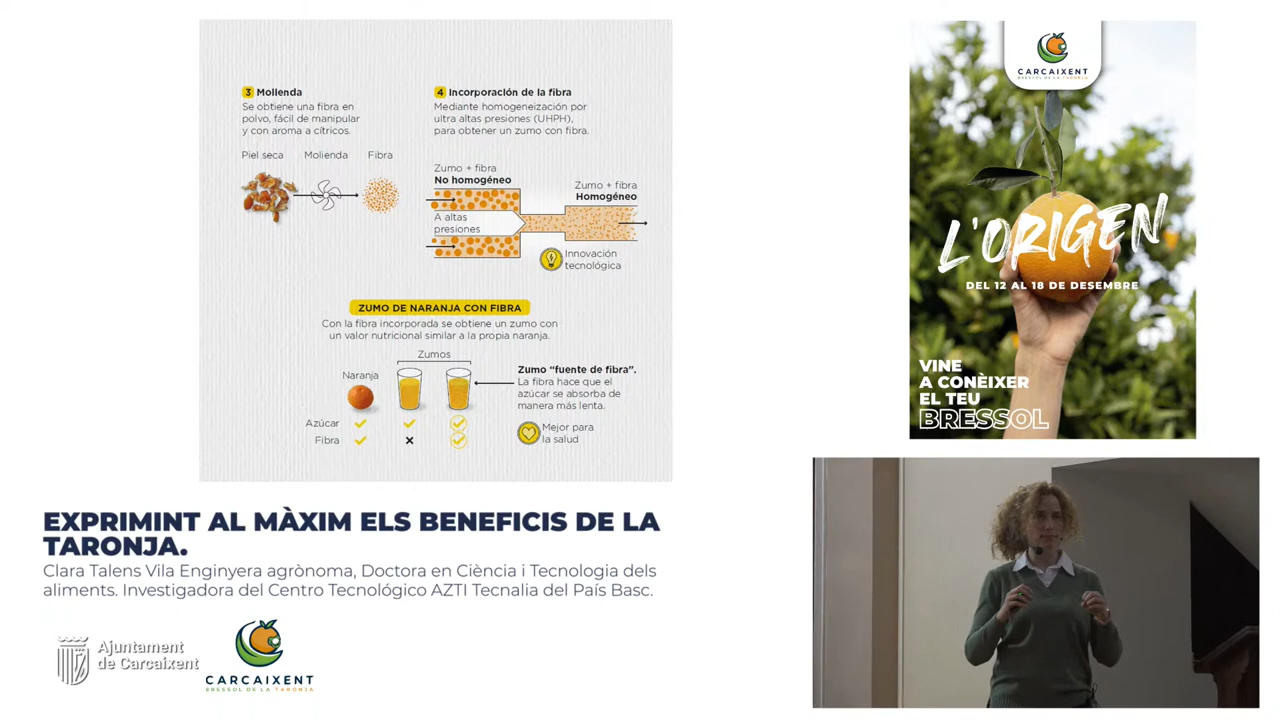 3 Molienda
Se obtiene una fibra en
polvo, fácil de manipular
y con aroma a cítricos.
Piel seca Molienda Fibra
4 Incorporación de la fibra
Mediante homogeneización por
ultra altas presiones (UHPH),
para obtener un zumo con fibra.
Zumo + fibra
No homogéneo
Zumo + fibra
Homogéneo
A altas
presiones
Innovación
tecnológica
ZUMO DE NARANJA CON FIBRA
Con la fibra incorporada se obtiene un zumo con
un valor nutricional similar a la propia naranja.
Zumos
Naranja
Zumo “fuente de fibra”.
La fibra hace que el
azúcar se absorba de
manera más lenta.
Azúcar
Fibra
Mejor para
la salud
CARCAIXENT
BRESSOL DE LA TARONJA
L'ORIGEN
DEL 12 AL 18 DE DESEMBRE
VINE
A CONÈIXER
EL TEU
BRESSOL
EXPRIMINT AL MÀXIM ELS BENEFICIS DE LA
TARONJA.
Clara Talens Vila Enginyera agrònoma, Doctora en Ciència i Tecnologia dels
aliments. Investigadora del Centro Tecnológico AZTI Tecnalia del País Basc.
Ajuntament
de Carcaixent
CARCAIXENT
BRESSOL DE LA TARONJA